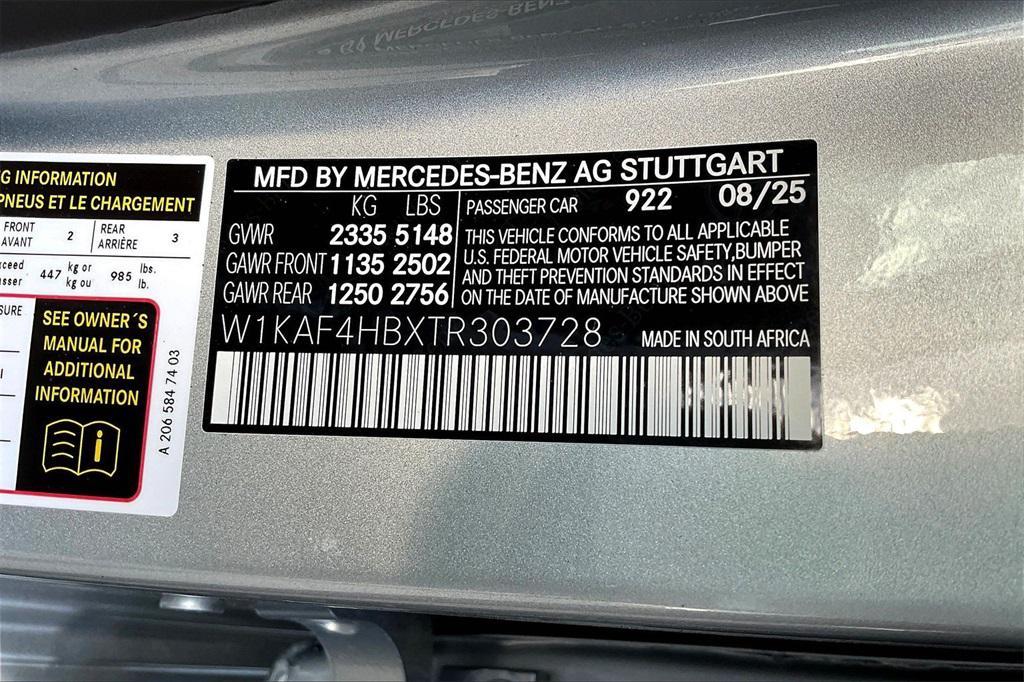 G INFORMATION
PNEUS ET LE CHARGEMENT
FRONT
AVANT
2
REAR
ARRIÈRE
3
447
kg or
kg ou
985
lbs.
lb.
SEE OWNER´S
MANUAL FOR
ADDITIONAL
INFORMATION
A 206 584 74 03
MFD BY MERCEDES-BENZ AG STUTTGART
KG LBS
GVWR 2335 5148
GAWR FRONT 1135 2502
GAWR REAR 1250 2756
PASSENGER CAR 922 08/25
THIS VEHICLE CONFORMS TO ALL APPLICABLE
U.S. FEDERAL MOTOR VEHICLE SAFETY, BUMPER
AND THEFT PREVENTION STANDARDS IN EFFECT
ON THE DATE OF MANUFACTURE SHOWN ABOVE
W1KAF4HBXTR303728
MADE IN SOUTH AFRICA